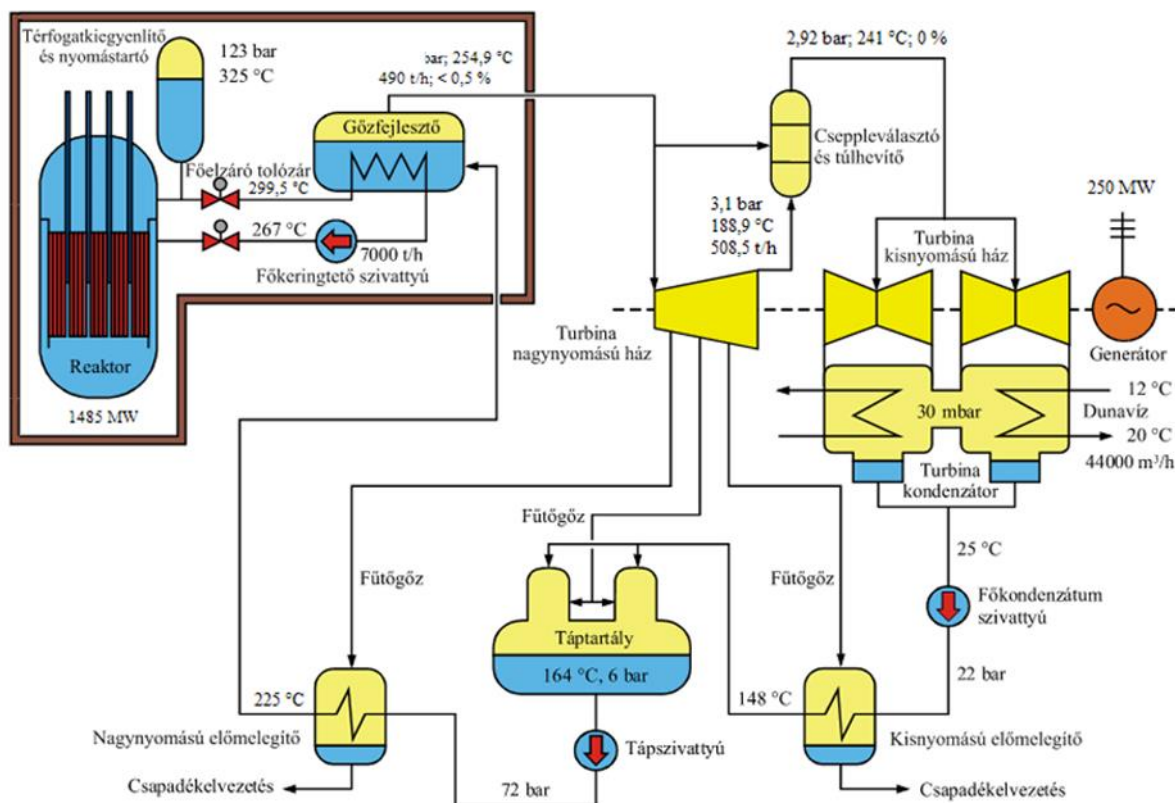 Térfogatkiegyenlítő
és nyomástartó
123 bar
325 °C
bar; 254,9 °C
490 t/h; < 0,5 %
2,92 bar; 241 °C; 0 %
Gőzfejlesztő
Cseppleválasztó
és túlhevítő
Főelzáró tolózár
299,5 °C
267 °C
7000 t/h
Főkeringtető szivattyú
3,1 bar
188,9 °C
508,5 t/h
250 MW
Turbina
kisnyomású ház
Turbina
nagynyomású ház
Generátor
Reaktor
1485 MW
30 mbar
12 °C
Dunavíz
20 °C
44000 m³/h
Turbina
kondenzátor
Fűtőgőz
25 °C
Fűtőgőz
Fűtőgőz
Főkondenzátum
szivattyú
Táptartály
164 °C, 6 bar
22 bar
225 °C
148 °C
Nagynyomású előmelegítő
Tápszivattyú
Kisnyomású előmelegítő
Csapadékelvezetés
72 bar
Csapadékelvezetés